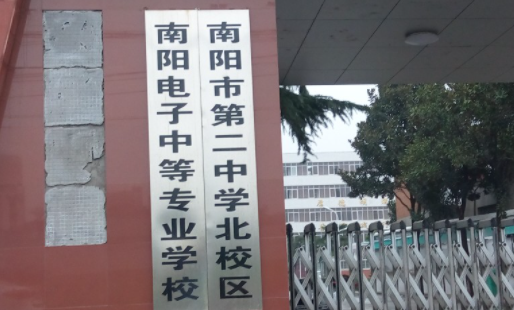 南阳市第二中学北校区
南阳电子中等专业学校